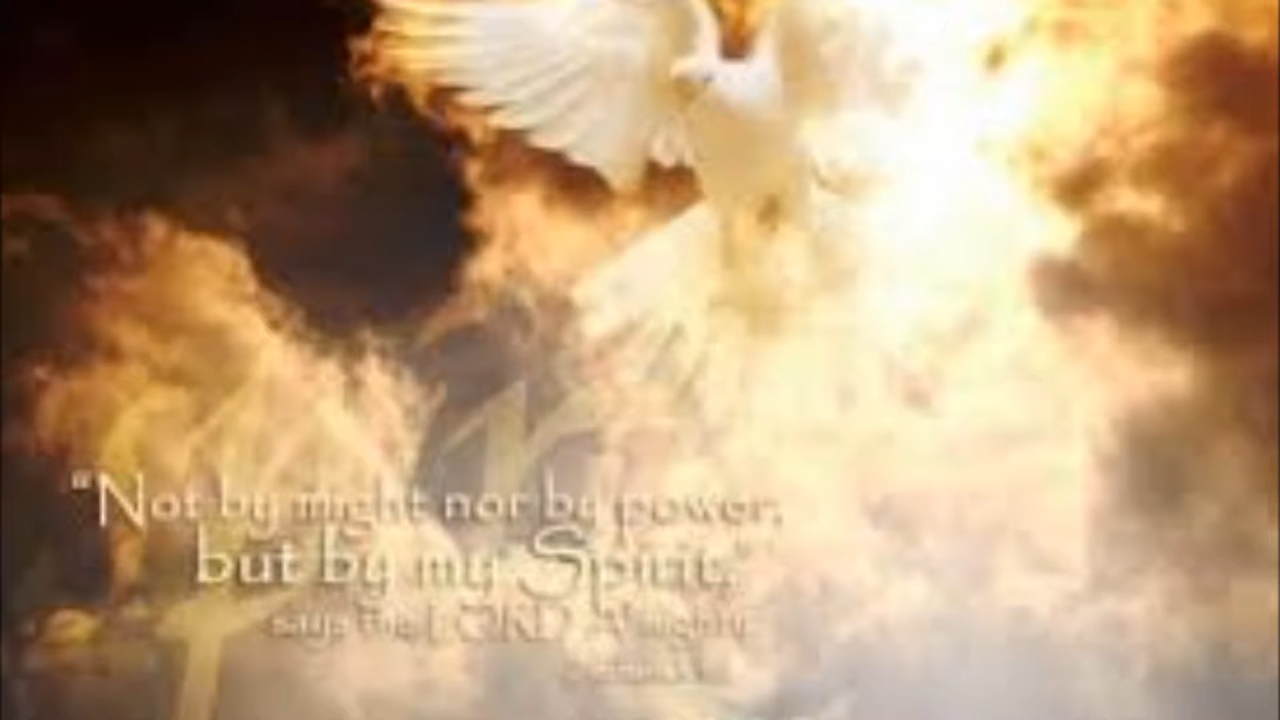 “Not by might nor by power,
but by my Spirit,”
says the LORD Almighty